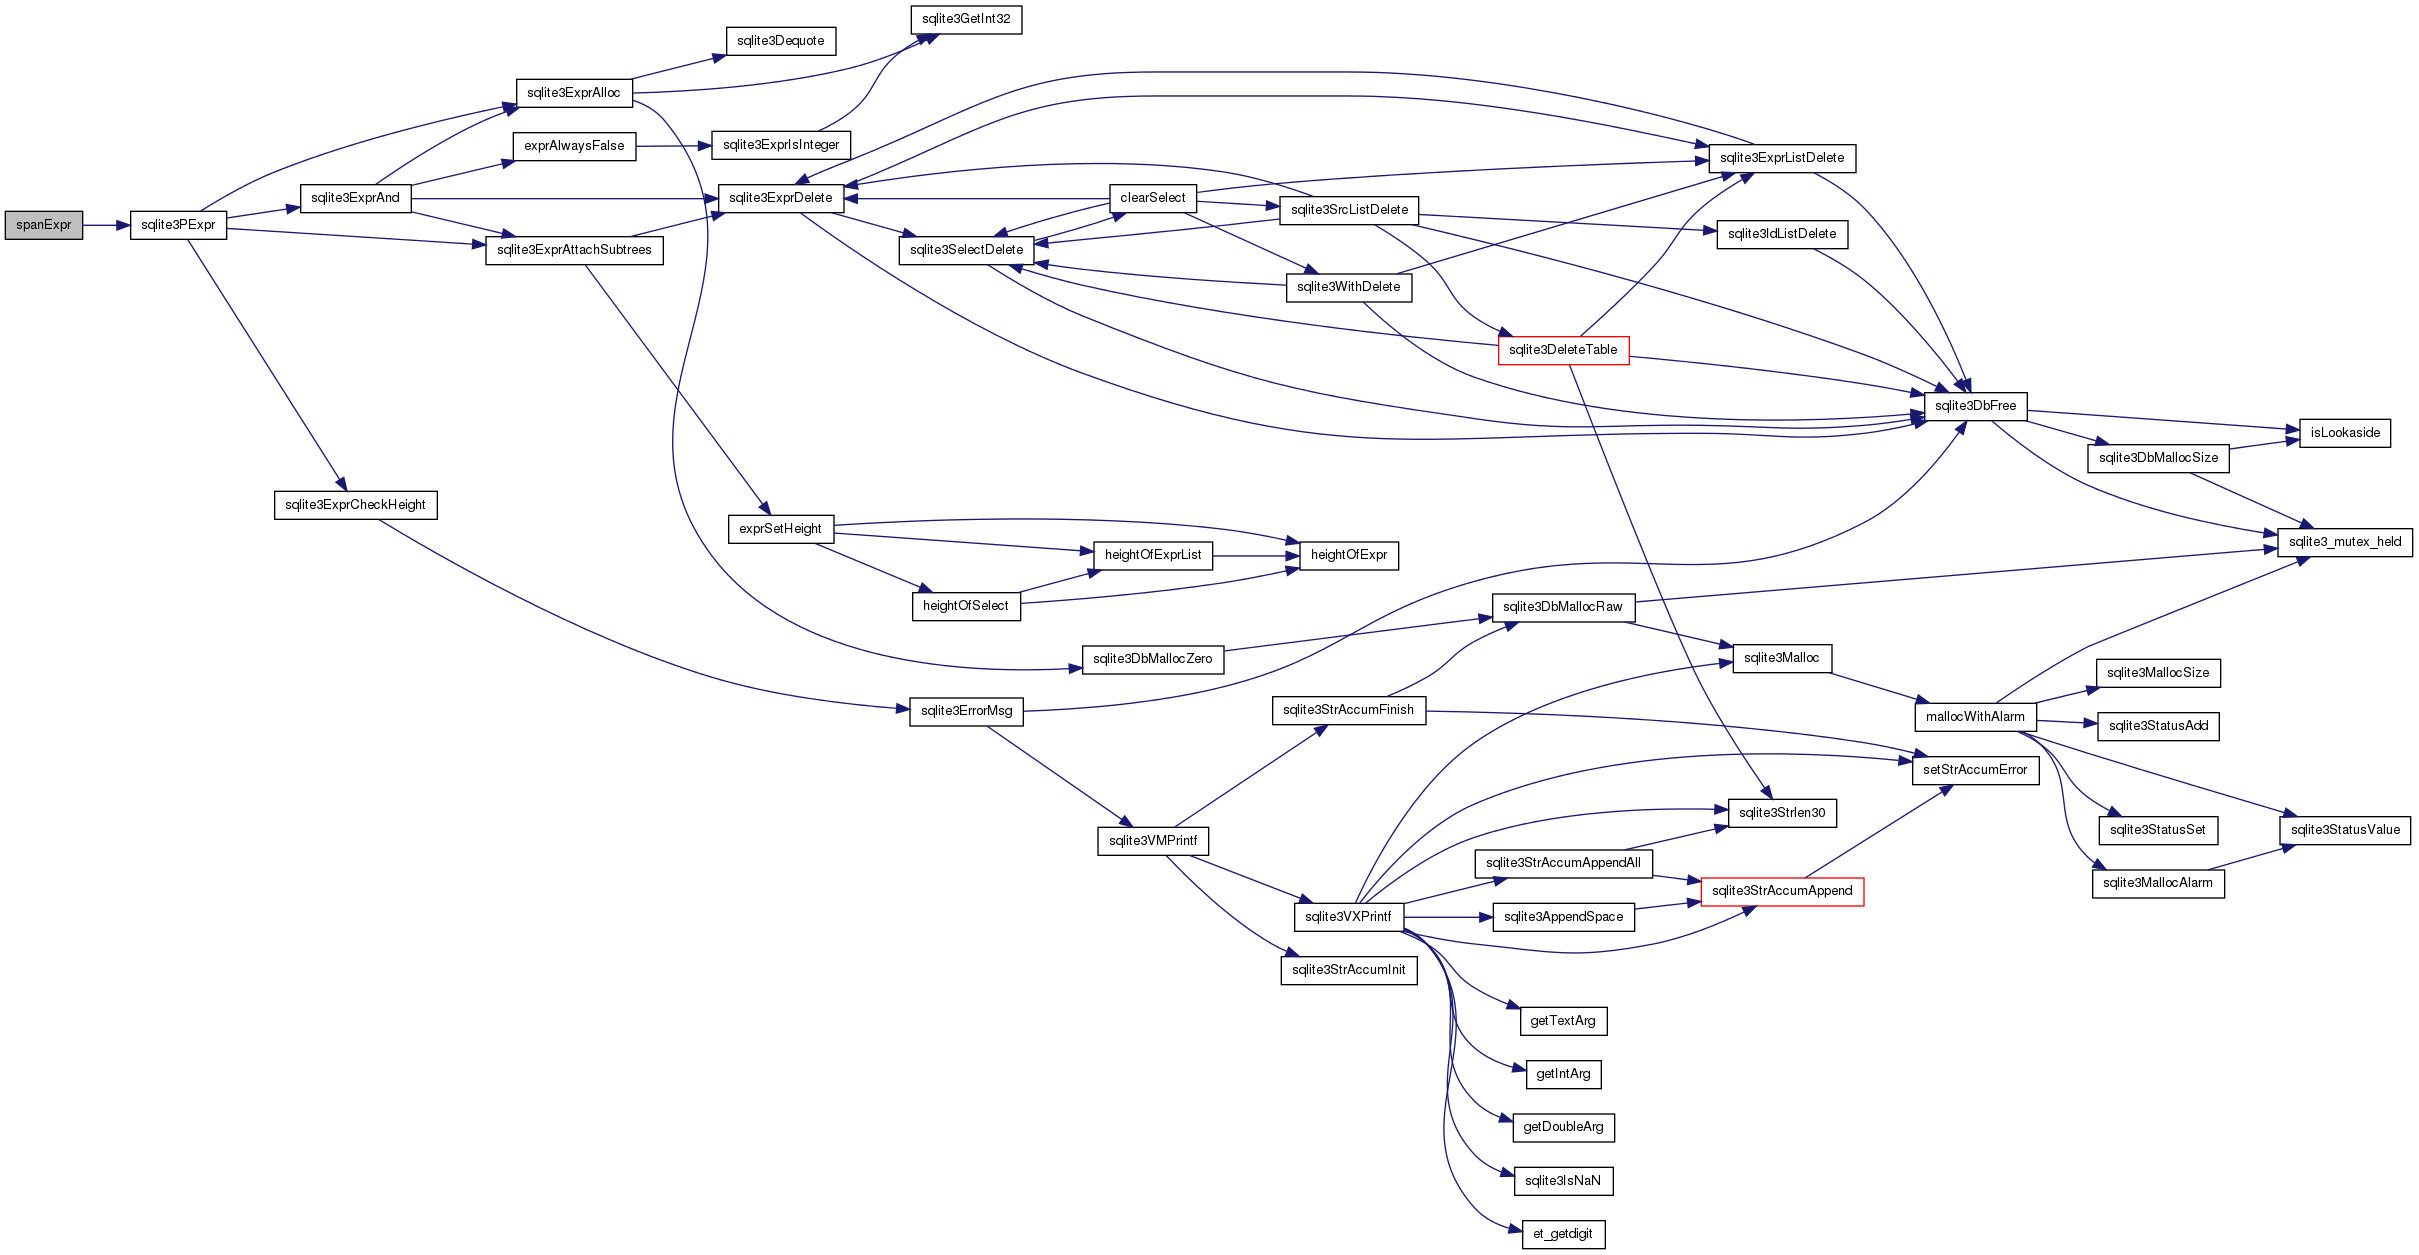 spanExpr
sqlite3PExpr
sqlite3ExprAnd
sqlite3ExprCheckHeight
sqlite3ExprAlloc
exprAlwaysFalse
sqlite3ExprAttachSubtrees
sqlite3Dequote
sqlite3ExprIsInteger
sqlite3ExprDelete
exprSetHeight
sqlite3GetInt32
sqlite3SelectDelete
heightOfSelect
sqlite3ErrorMsg
clearSelect
heightOfExprList
sqlite3DbMallocZero
sqlite3VMPrintf
sqlite3SrcListDelete
sqlite3WithDelete
heightOfExpr
sqlite3StrAccumFinish
sqlite3VXPrintf
sqlite3StrAccumInit
sqlite3DeleteTable
sqlite3DbMallocRaw
sqlite3StrAccumAppendAll
sqlite3AppendSpace
getTextArg
getIntArg
getDoubleArg
sqlite3IsNaN
et_getdigit
sqlite3ExprListDelete
sqlite3IdListDelete
sqlite3Malloc
sqlite3Strlen30
sqlite3StrAccumAppend
sqlite3DbFree
mallocWithAlarm
setStrAccumError
sqlite3DbMallocSize
sqlite3MallocSize
sqlite3StatusAdd
sqlite3StatusSet
sqlite3MallocAlarm
isLookaside
sqlite3_mutex_held
sqlite3StatusValue